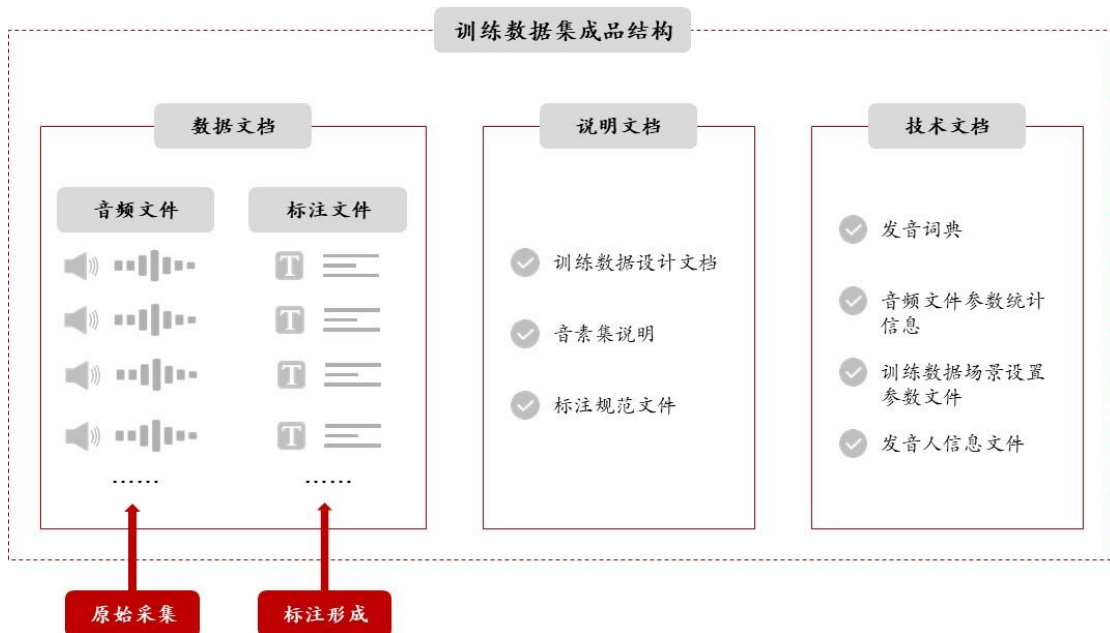 训练数据集成品结构
数据文档
音频文件
标注文件
T
T
T
T
……
……
原始采集
标注形成
说明文档
训练数据设计文档
音素集说明
标注规范文件
技术文档
发音词典
音频文件参数统计
信息
训练数据场景设置
参数文件
发音人信息文件